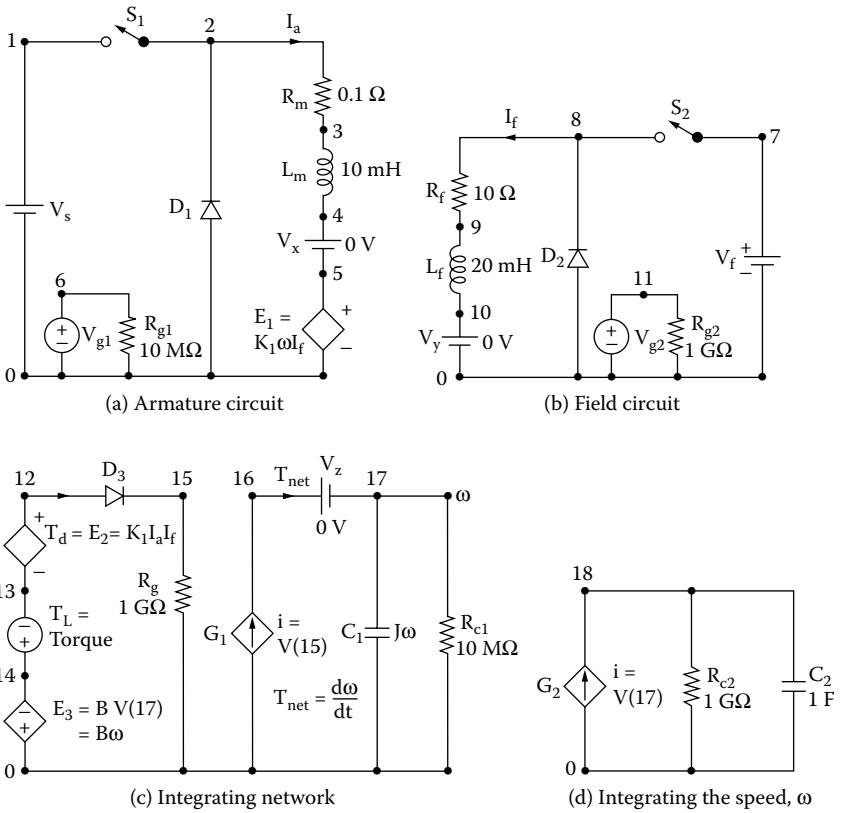 S1
1
2
Ia
Rm 0.1 Ω
3
Lm 10 mH
Vs
D1
4
Vx 0 V
5
6
Vg1
Rg1
10 MΩ
E1 =
K1ωIf
+
−
+
−
0
(a) Armature circuit
If
8
S2
7
Rf 10 Ω
9
Lf 20 mH
D2
Vf
+
−
11
10
Vy 0 V
Vg2
Rg2
1 GΩ
+
−
0
(b) Field circuit
12
D3
15
+
Td = E2= K1IaIf
−
13
TL =
Torque
−
+
14
E3 = B V(17)
= Bω
−
+
Rg
1 GΩ
0
16
Tnet
Vz
0 V
17
ω
G1
i =
V(15)
C1
Jω
Rc1
10 MΩ
Tnet = dω
dt
(c) Integrating network
18
G2
i =
V(17)
Rc2
1 GΩ
C2
1 F
0
(d) Integrating the speed, ω